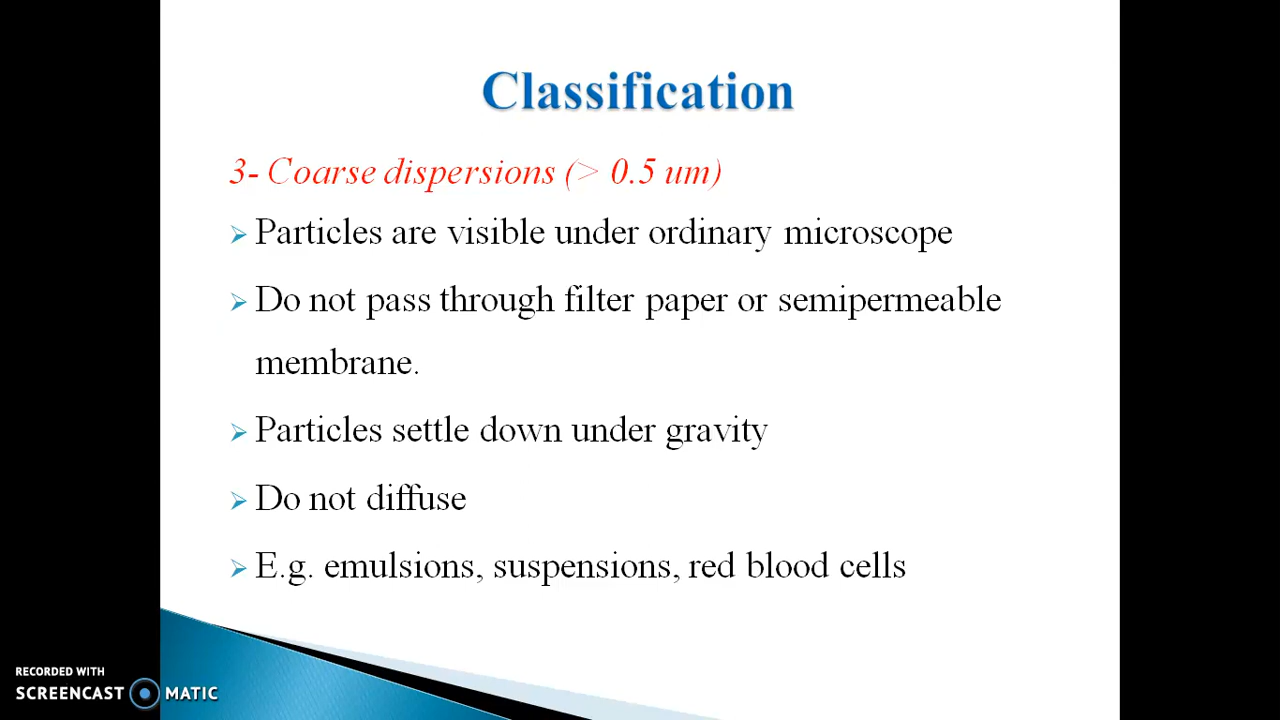 Classification
3- Coarse dispersions (> 0.5 um)
Particles are visible under ordinary microscope
Do not pass through filter paper or semipermeable
membrane.
Particles settle down under gravity
Do not diffuse
E.g. emulsions, suspensions, red blood cells
RECORDED WITH
SCREENCAST MATIC